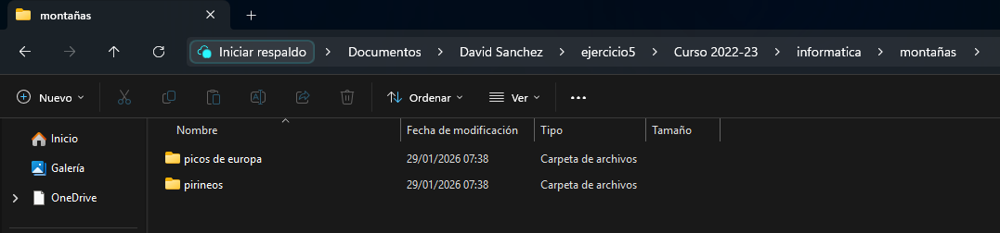 montañas
Iniciar respaldo > Documentos > David Sanchez > ejercicio5 > Curso 2022-23 > informatica > montañas >
Nuevo Ordenar Ver
Nombre Fecha de modificación Tipo Tamaño
Inicio
Galería
OneDrive
picos de europa 29/01/2026 07:38 Carpeta de archivos
pirineos 29/01/2026 07:38 Carpeta de archivos